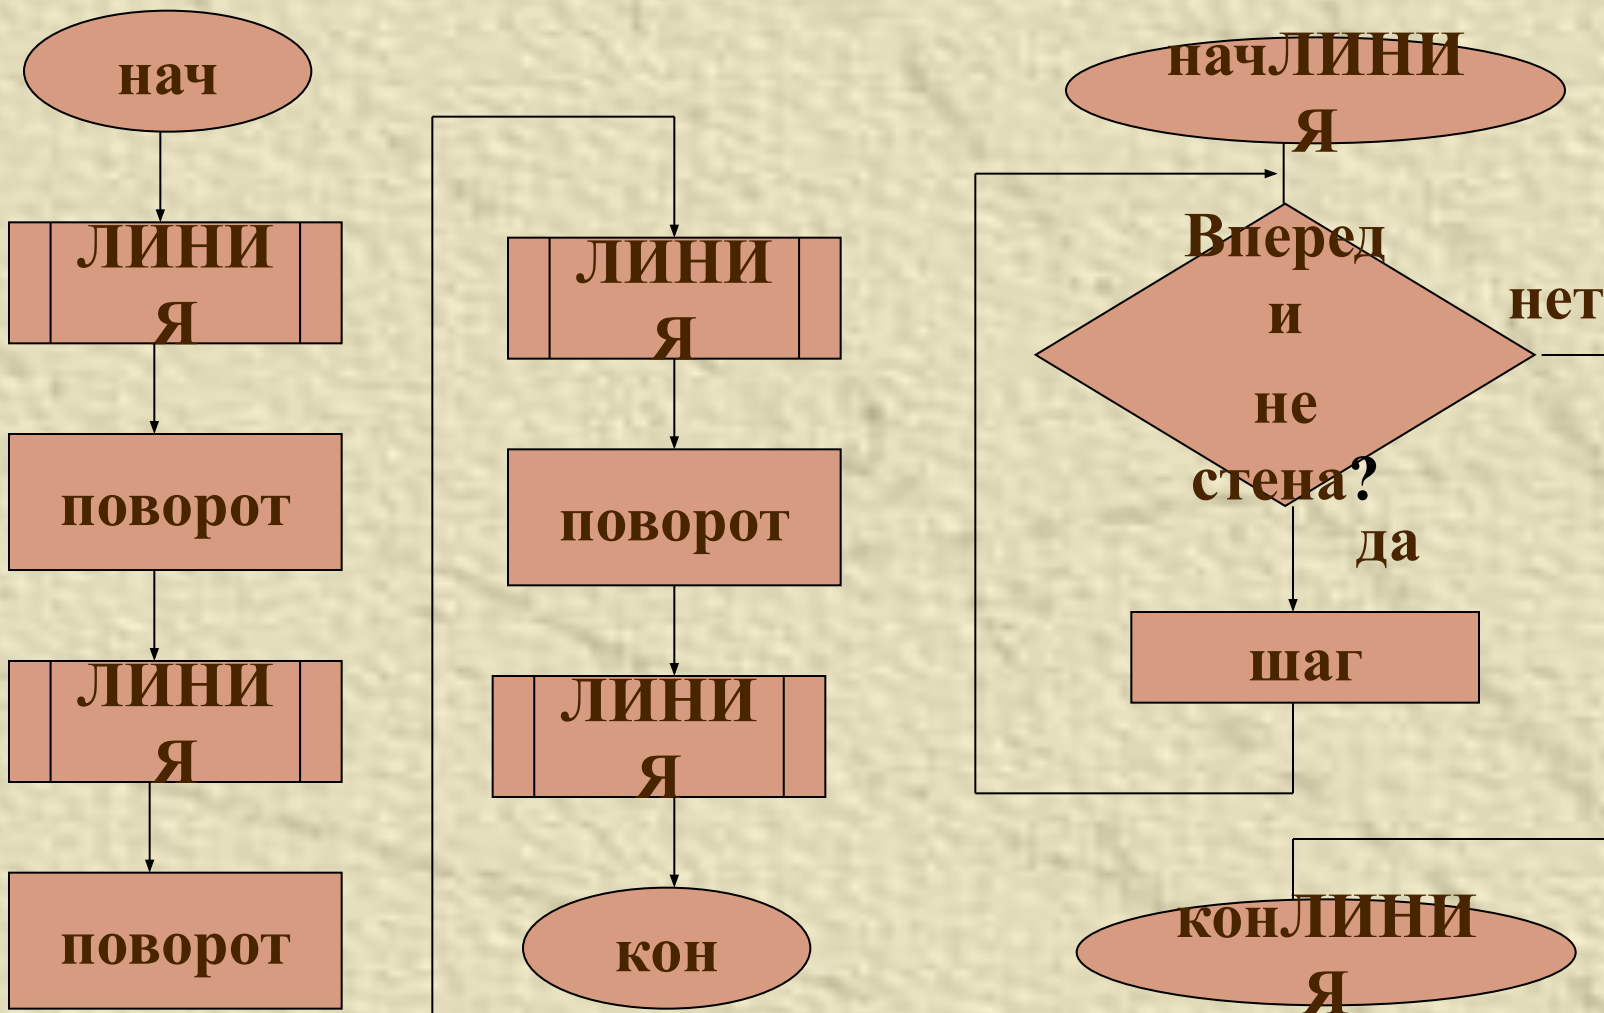 нач
ЛИНИ
Я
поворот
ЛИНИ
Я
поворот
ЛИНИ
Я
поворот
ЛИНИ
Я
кон
начЛИНИ
Я
Вперед
и
не
стена?
нет
да
шаг
конЛИНИ
Я